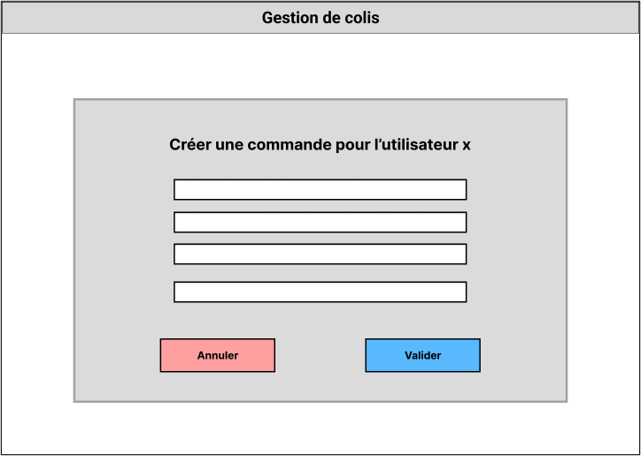 Gestion de colis
Créer une commande pour l’utilisateur x
Annuler
Valider